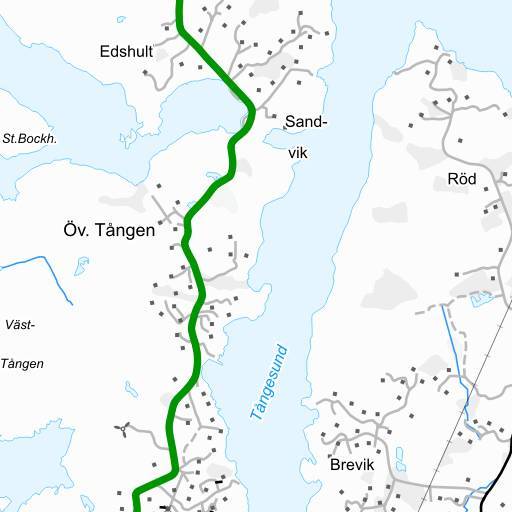 Edshult
Sand-
vik
St.Bockh.
Röd
Öv. Tången
Väst-
Tången
Tångesund
Brevik